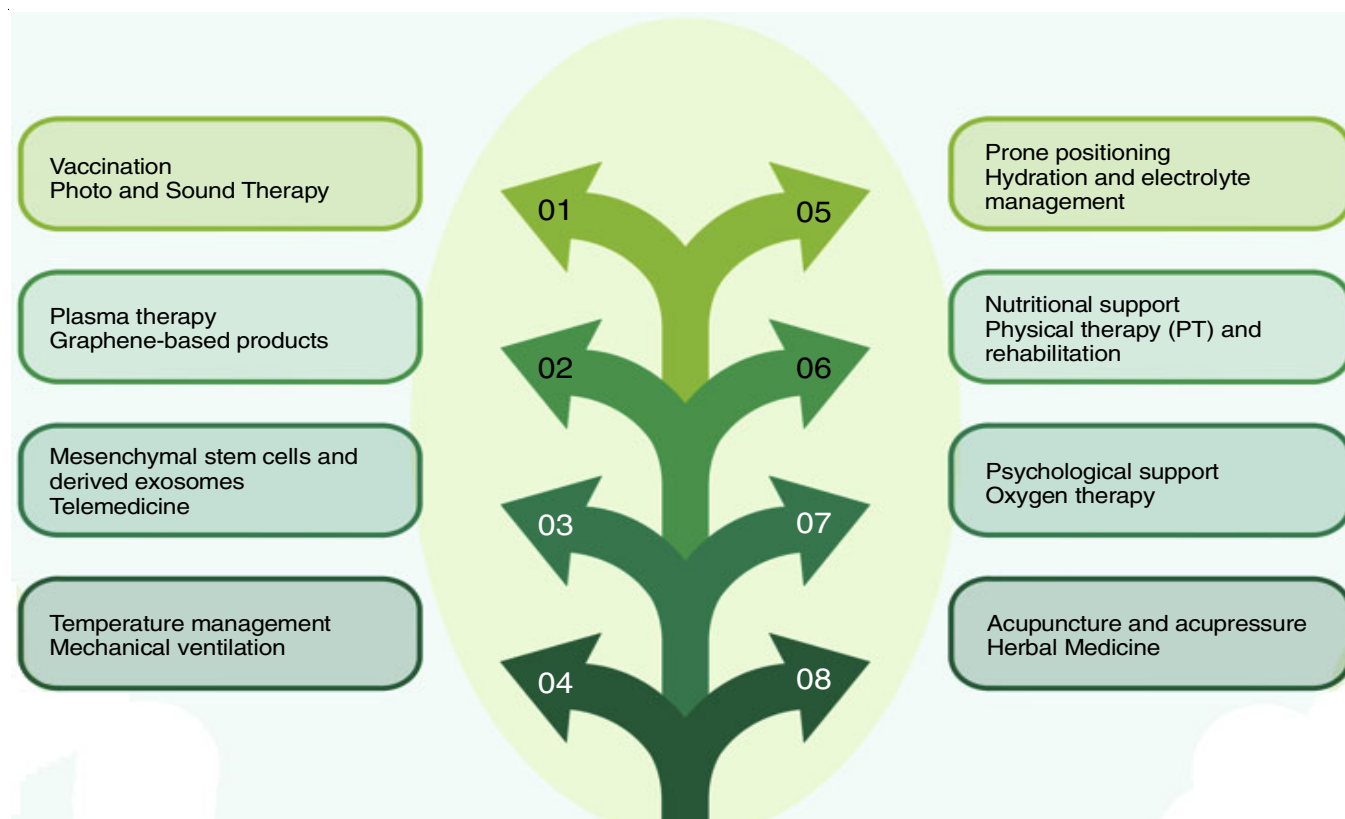 Vaccination
Photo and Sound Therapy
01
05
Prone positioning
Hydration and electrolyte
management
Plasma therapy
Graphene-based products
02
06
Nutritional support
Physical therapy (PT) and
rehabilitation
Mesenchymal stem cells and
derived exosomes
Telemedicine
03
07
Psychological support
Oxygen therapy
Temperature management
Mechanical ventilation
04
08
Acupuncture and acupressure
Herbal Medicine